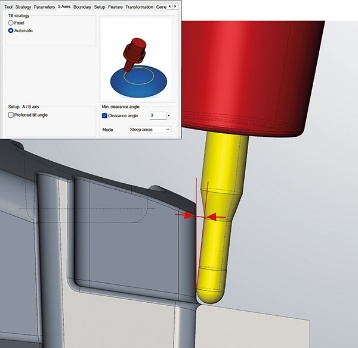 Tool Strategy Parameters 5-Axes Boundary Setup Feature Transformation Gene
Tilt strategy
Fixed
Automatic
Setup A / B axis
Preferred tilt angle
Min. clearance angle
Clearance angle 3
Mode Steep areas